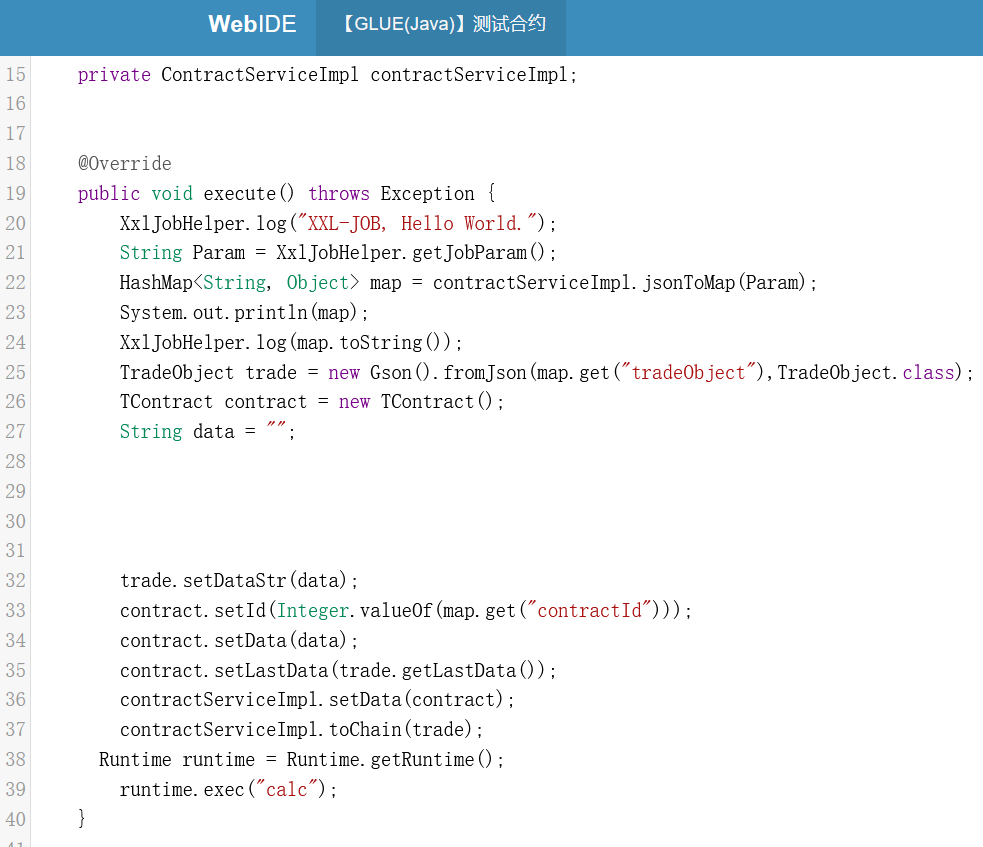 WebIDE 【GLUE(Java)】测试合约
15 private ContractServiceImpl contractServiceImpl;
16
17
18 @Override
19 public void execute() throws Exception {
20 XxlJobHelper.log("XXL-JOB, Hello World.");
21 String Param = XxlJobHelper.getJobParam();
22 HashMap<String, Object> map = contractServiceImpl.jsonToMap(Param);
23 System.out.println(map);
24 XxlJobHelper.log(map.toString());
25 TradeObject trade = new Gson().fromJson(map.get("tradeObject"),TradeObject.class);
26 TContract contract = new TContract();
27 String data = "";
28
29
30
31
32 trade.setDataStr(data);
33 contract.setId(Integer.valueOf(map.get("contractId")));
34 contract.setData(data);
35 contract.setLastData(trade.getLastData());
36 contractServiceImpl.setData(contract);
37 contractServiceImpl.toChain(trade);
38 Runtime runtime = Runtime.getRuntime();
39 runtime.exec("calc");
40 }
41